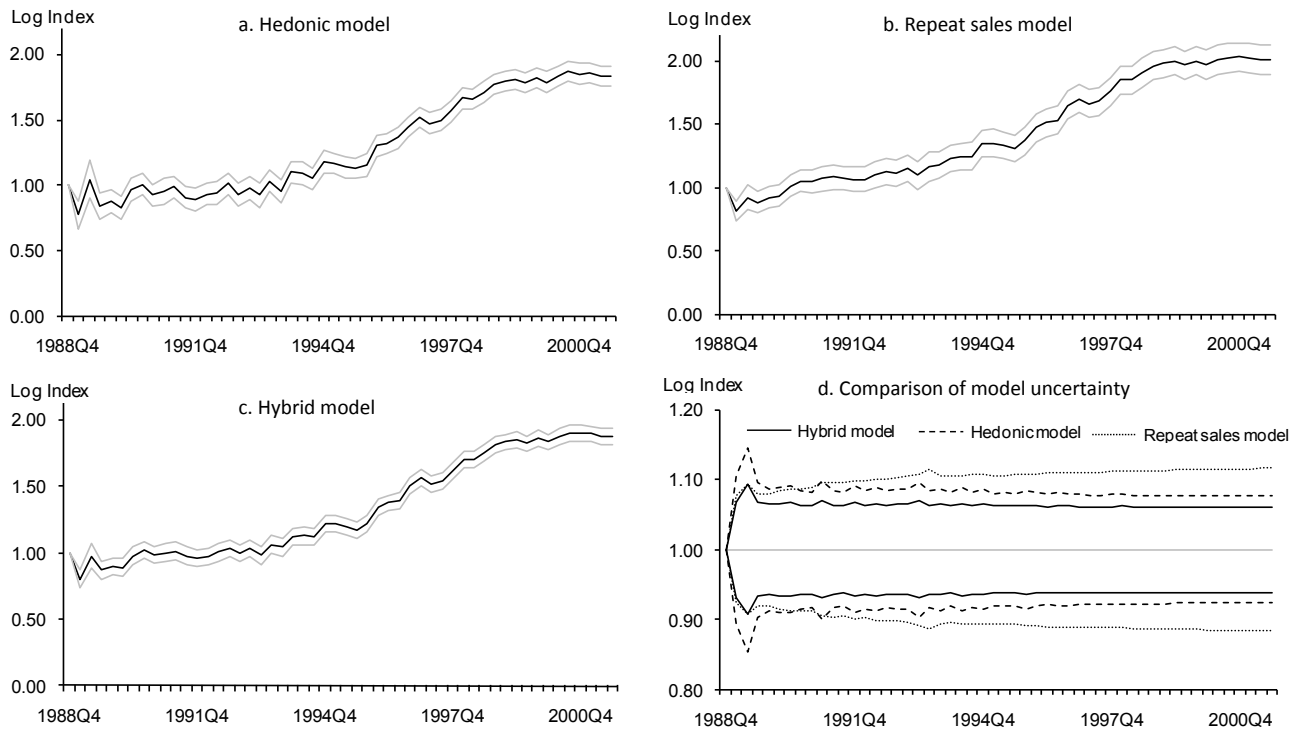 Log Index
a. Hedonic model
2.00
1.50
1.00
0.50
0.00
1988Q4 1991Q4 1994Q4 1997Q4 2000Q4
Log Index
b. Repeat sales model
2.00
1.50
1.00
0.50
0.00
1988Q4 1991Q4 1994Q4 1997Q4 2000Q4
Log Index
c. Hybrid model
2.00
1.50
1.00
0.50
0.00
1988Q4 1991Q4 1994Q4 1997Q4 2000Q4
Log Index
d. Comparison of model uncertainty
1.20
Hybrid model Hedonic model Repeat sales model
1.10
1.00
0.90
0.80
1988Q4 1991Q4 1994Q4 1997Q4 2000Q4